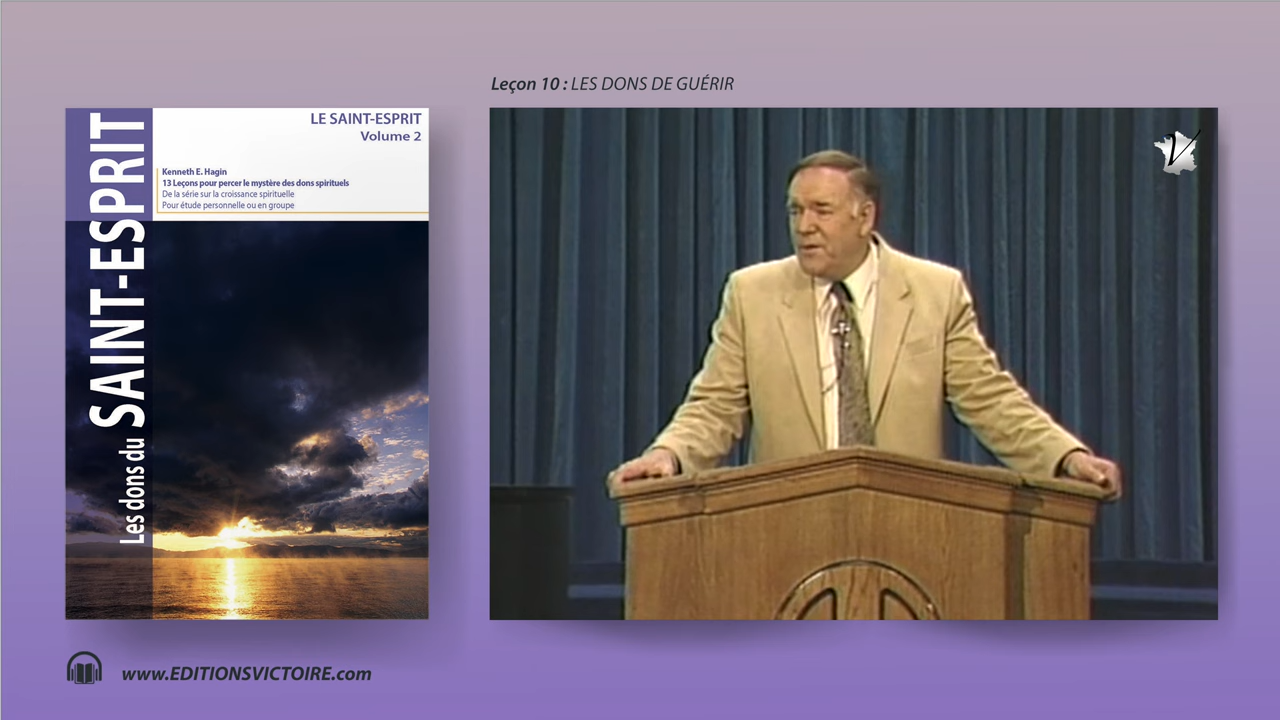 Leçon 10 : LES DONS DE GUÉRIR
Les dons du SAINT-ESPRIT
LE SAINT-ESPRIT
Volume 2
Kenneth E. Hagin
13 Leçons pour percer le mystère des dons spirituels
De la série sur la croissance spirituelle
Pour étude personnelle ou en groupe
V
www.EDITIONSVICTOIRE.com